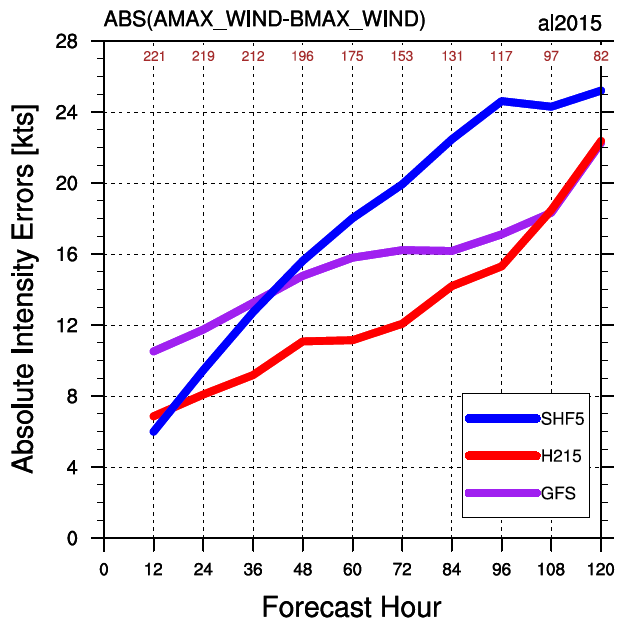 ABS(AMAX_WIND-BMAX_WIND) al2015
28
221 219 212 196 175 153 131 117 97 82
24
20
16
12
8
4
0
Absolute Intensity Errors [kts]
SHF5
H215
GFS
0 12 24 36 48 60 72 84 96 108 120
Forecast Hour